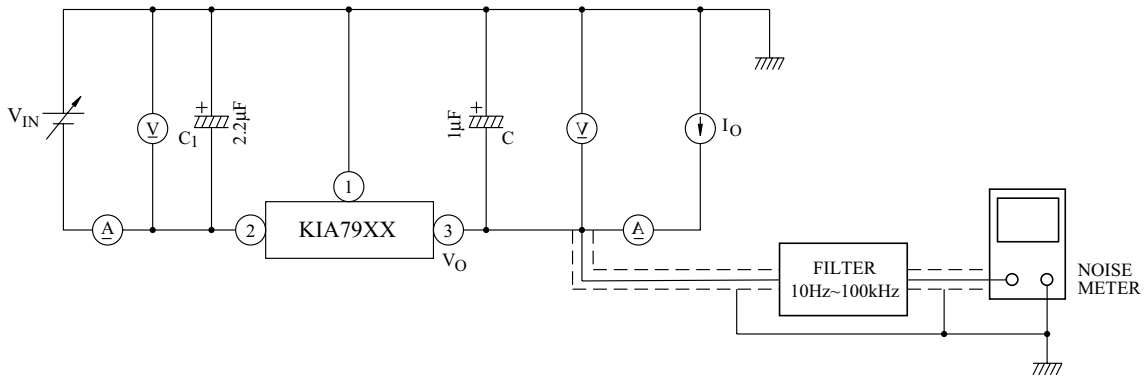 V_IN
V
C_1
+
2.2μF
1
2
KIA79XX
3
V_O
1μF
+
C
V
I_O
A
A
FILTER
10Hz~100kHz
NOISE
METER